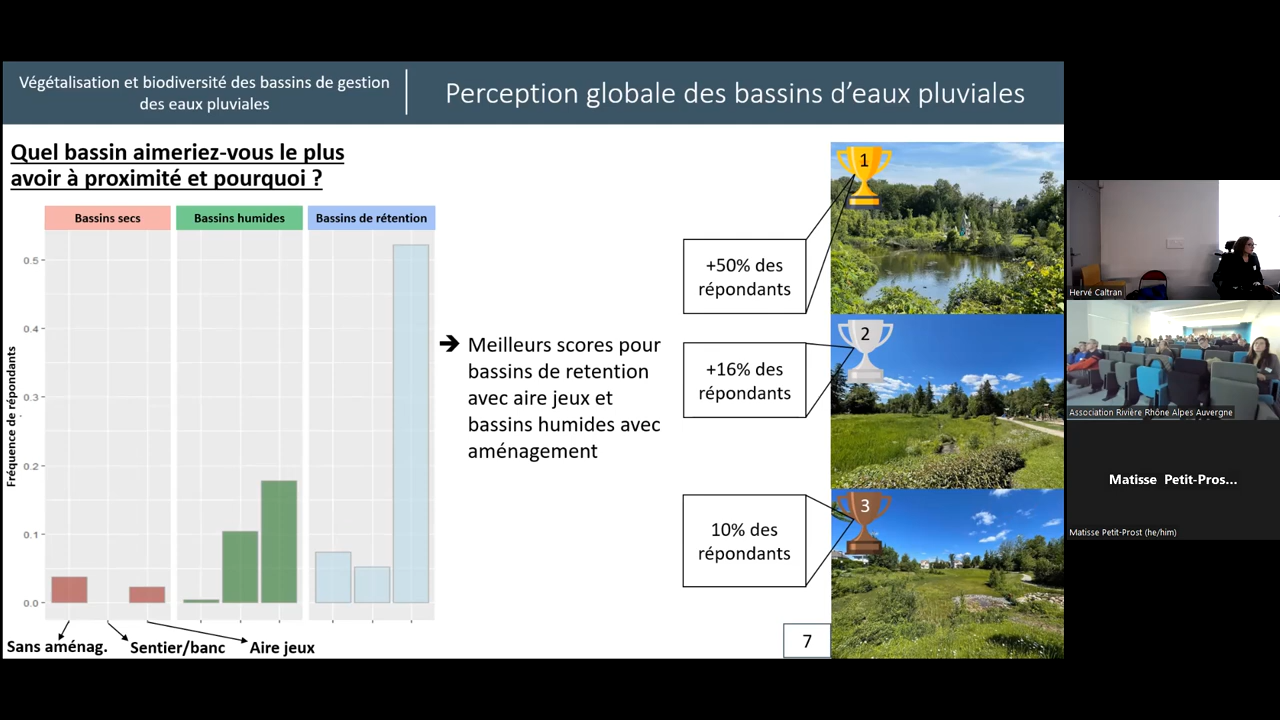 Végétalisation et biodiversité des bassins de gestion
des eaux pluviales
Perception globale des bassins d’eaux pluviales
Quel bassin aimeriez-vous le plus
avoir à proximité et pourquoi ?
Bassins secs
Bassins humides
Bassins de rétention
Fréquence de répondants
0.5
0.4
0.3
0.2
0.1
0.0
Sans aménag.
Sentier/banc
Aire jeux
➔ Meilleurs scores pour
bassins de retention
avec aire jeux et
bassins humides avec
aménagement
1
+50% des
répondants
2
+16% des
répondants
3
10% des
répondants
7
Hervé Caltran
Association Rivière Rhône Alpes Auvergne
Matisse Petit-Pros...
Matisse Petit-Prost (he/him)